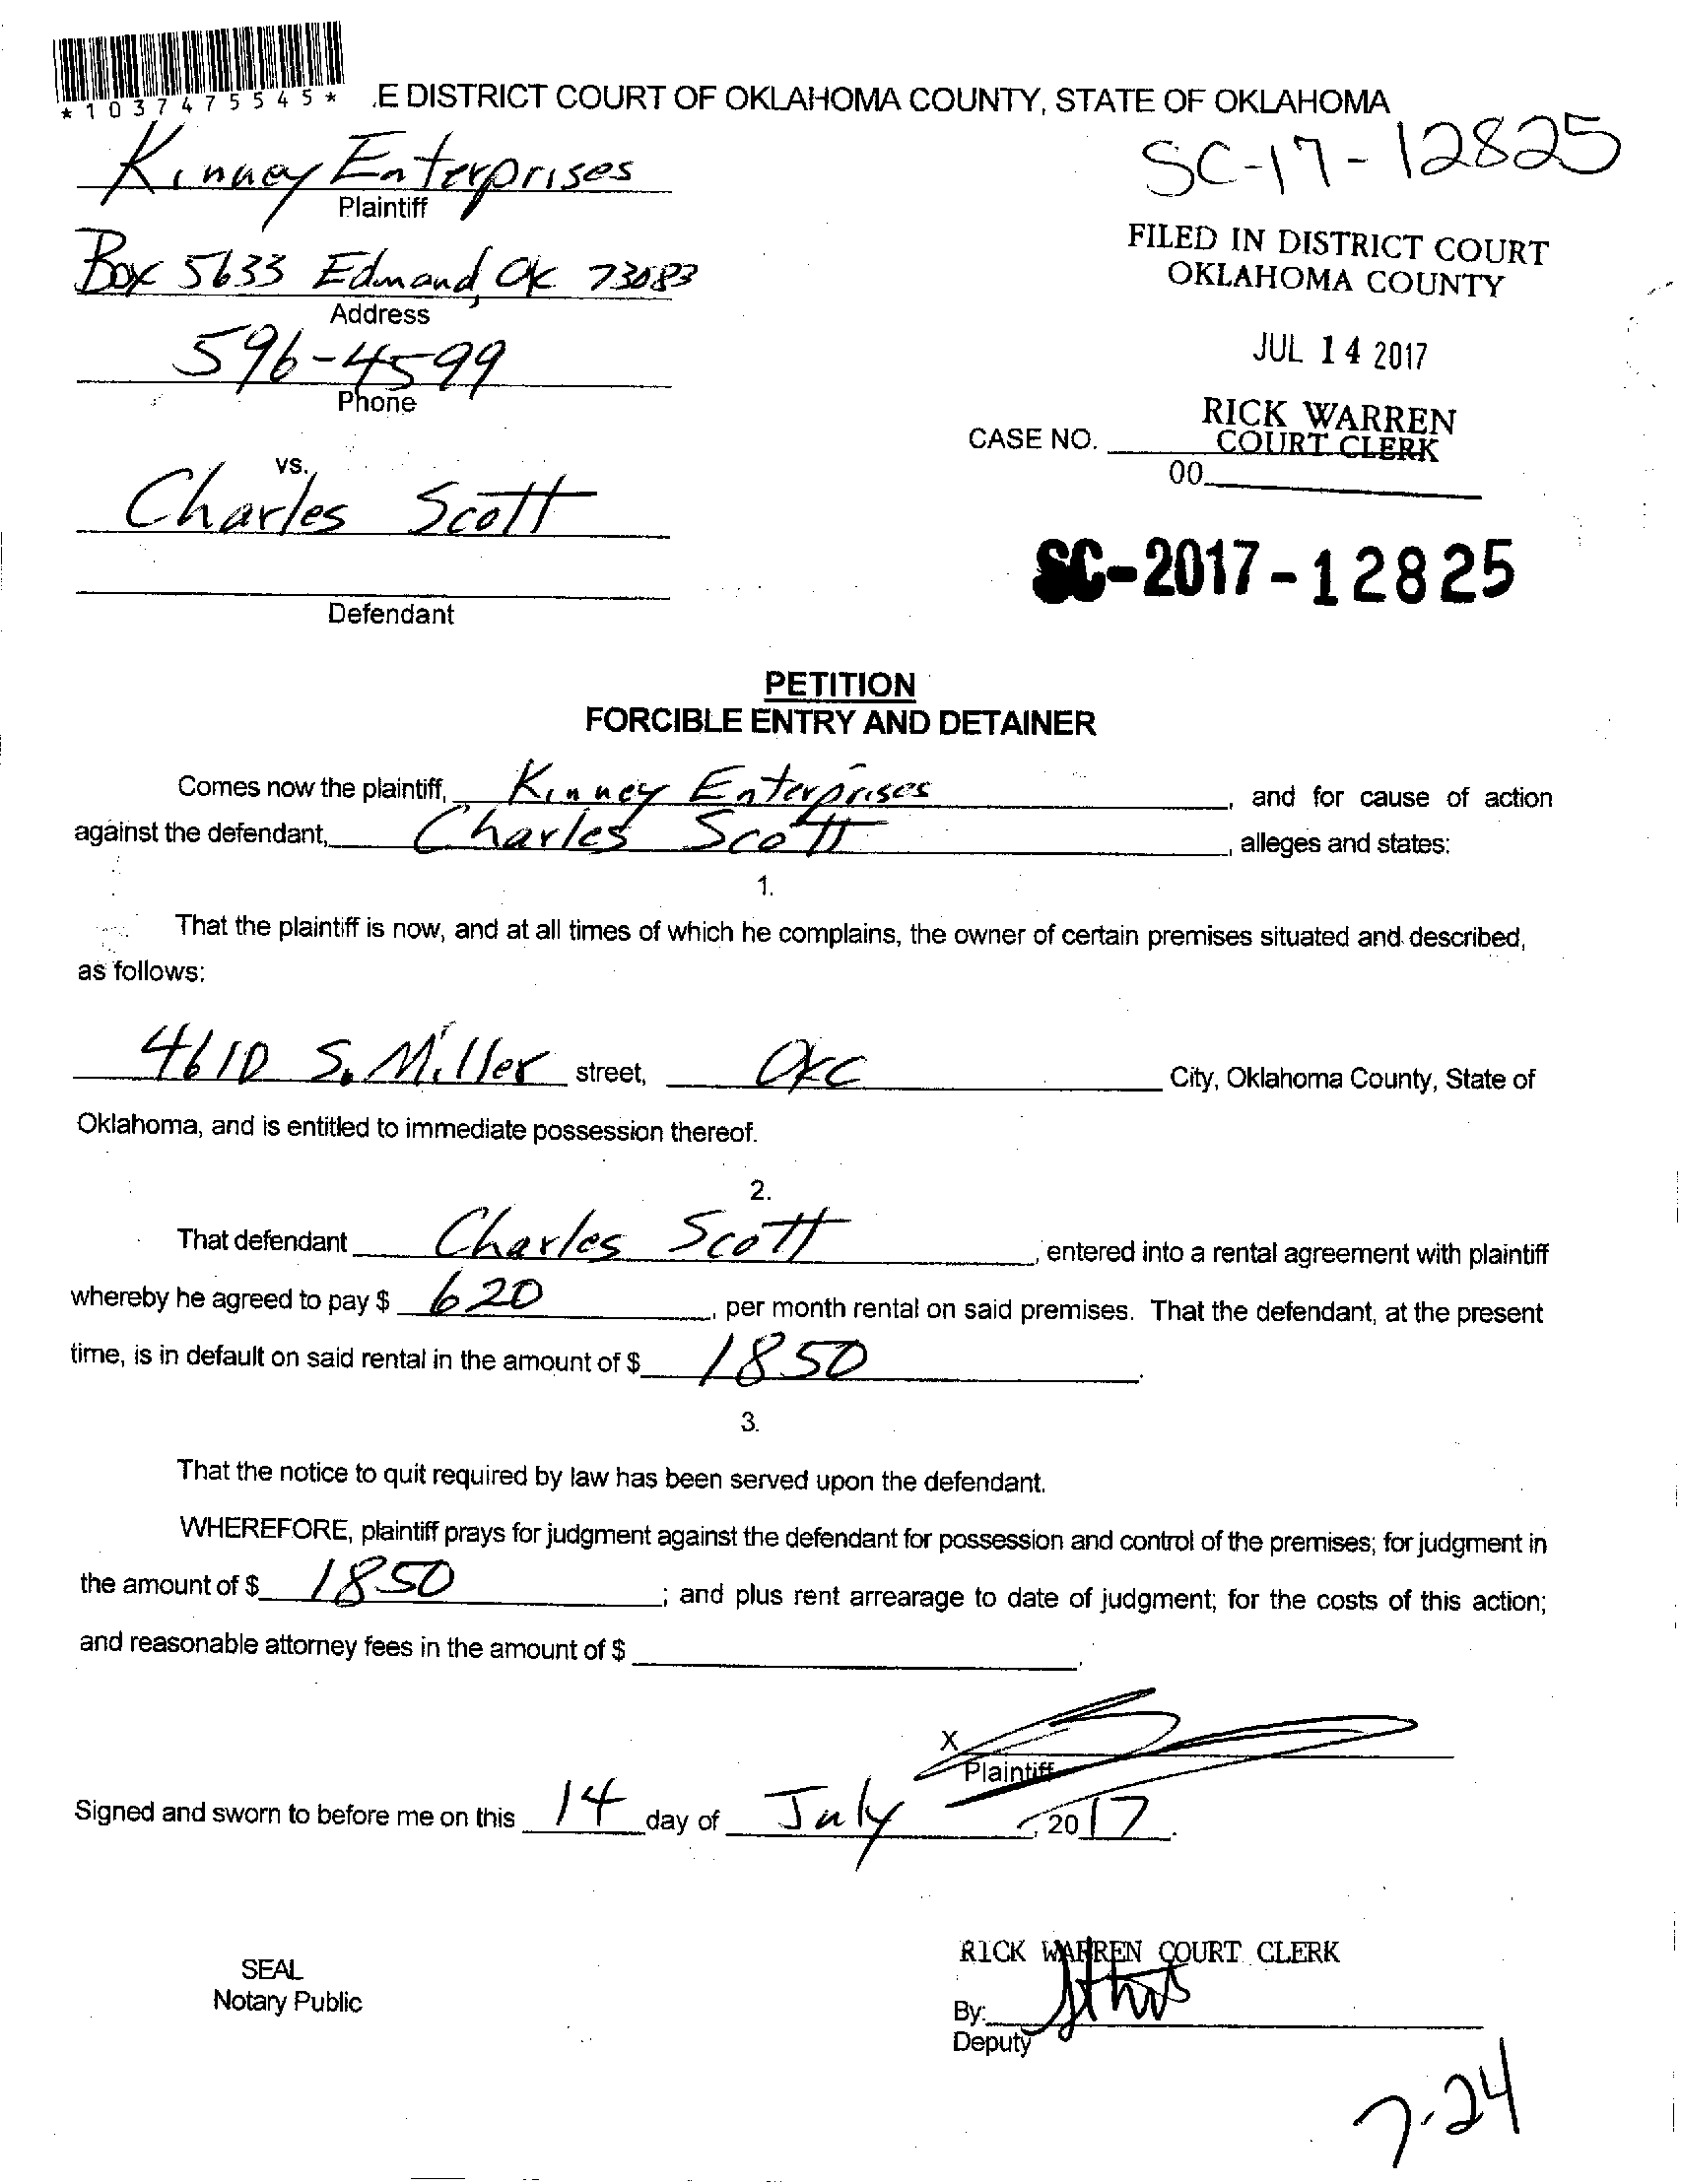 *1037475545*
.E DISTRICT COURT OF OKLAHOMA COUNTY, STATE OF OKLAHOMA
SC-17-12825
Kinney Enterprises
Plaintiff
Box 5633 Edmond, Ok 73083
Address
596-4599
Phone
FILED IN DISTRICT COURT
OKLAHOMA COUNTY
JUL 14 2017
RICK WARREN
COURT CLERK
CASE NO.
00
vs.
Charles Scott
Defendant
SC-2017-12825
PETITION
FORCIBLE ENTRY AND DETAINER
Comes now the plaintiff, Kinney Enterprises, and for cause of action
against the defendant, Charles Scott, alleges and states:
1.
That the plaintiff is now, and at all times of which he complains, the owner of certain premises situated and described,
as follows:
4610 S. Miller street, OKC City, Oklahoma County, State of
Oklahoma, and is entitled to immediate possession thereof.
2.
That defendant Charles Scott, entered into a rental agreement with plaintiff
whereby he agreed to pay $ 620, per month rental on said premises. That the defendant, at the present
time, is in default on said rental in the amount of $ 1850.
3.
That the notice to quit required by law has been served upon the defendant.
WHEREFORE, plaintiff prays for judgment against the defendant for possession and control of the premises; for judgment in
the amount of $ 1850; and plus rent arrearage to date of judgment; for the costs of this action;
and reasonable attorney fees in the amount of $ .
X
Plaintiff
Signed and sworn to before me on this 14 day of July, 2017.
SEAL
Notary Public
RICK WARREN COURT CLERK
By:
Deputy
7-24